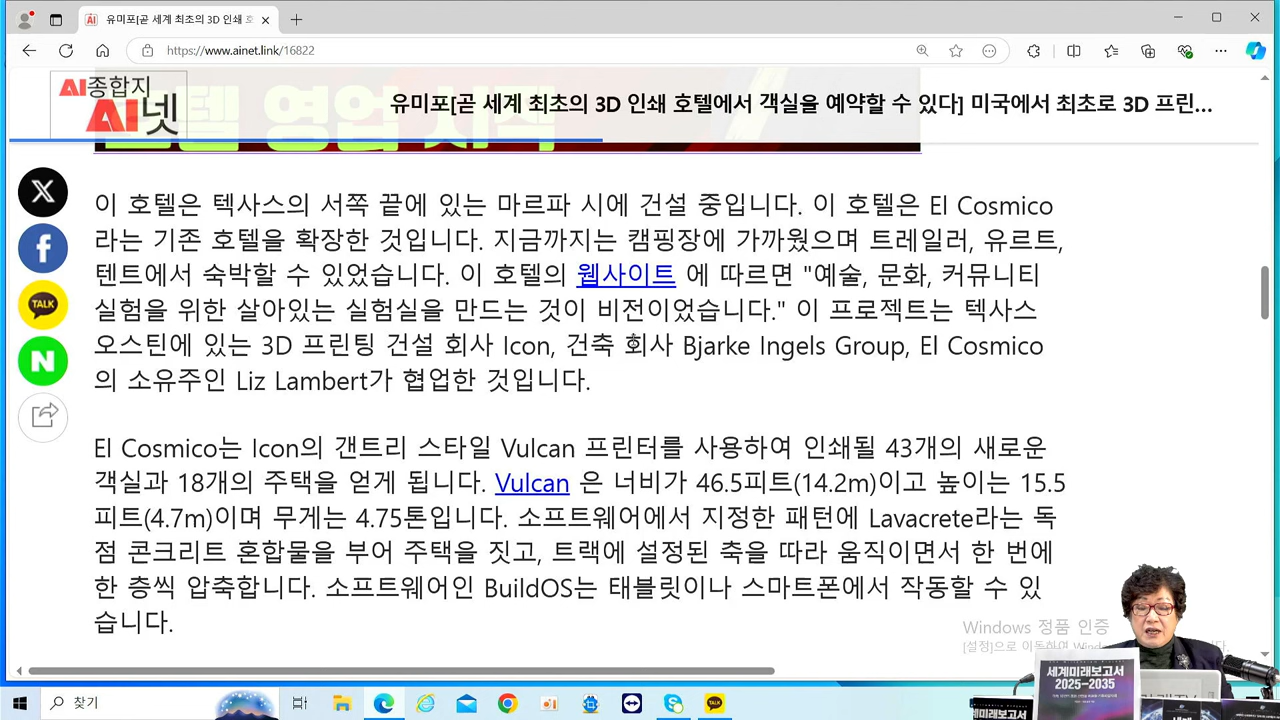 유미포[곧 세계 최초의 3D 인쇄 호
https://www.ainet.link/16822
AI종합지
AI넷
유미포[곧 세계 최초의 3D 인쇄 호텔에서 객실을 예약할 수 있다] 미국에서 최초로 3D 프린...
이 호텔은 텍사스의 서쪽 끝에 있는 마르파 시에 건설 중입니다. 이 호텔은 El Cosmico
라는 기존 호텔을 확장한 것입니다. 지금까지는 캠핑장에 가까웠으며 트레일러, 유르트,
텐트에서 숙박할 수 있었습니다. 이 호텔의 웹사이트 에 따르면 "예술, 문화, 커뮤니티
실험을 위한 살아있는 실험실을 만드는 것이 비전이었습니다." 이 프로젝트는 텍사스
오스틴에 있는 3D 프린팅 건설 회사 Icon, 건축 회사 Bjarke Ingels Group, El Cosmico
의 소유주인 Liz Lambert가 협업한 것입니다.
El Cosmico는 Icon의 갠트리 스타일 Vulcan 프린터를 사용하여 인쇄될 43개의 새로운
객실과 18개의 주택을 얻게 됩니다. Vulcan 은 너비가 46.5피트(14.2m)이고 높이는 15.5
피트(4.7m)이며 무게는 4.75톤입니다. 소프트웨어에서 지정한 패턴에 Lavacrete라는 독
점 콘크리트 혼합물을 부어 주택을 짓고, 트랙에 설정된 축을 따라 움직이면서 한 번에
한 층씩 압축합니다. 소프트웨어인 BuildOS는 태블릿이나 스마트폰에서 작동할 수 있
습니다.
TALK
N
Windows 정품 인증
[설정]으로 이동하여
세계미래보고서
2025-2035
찾기
TALK